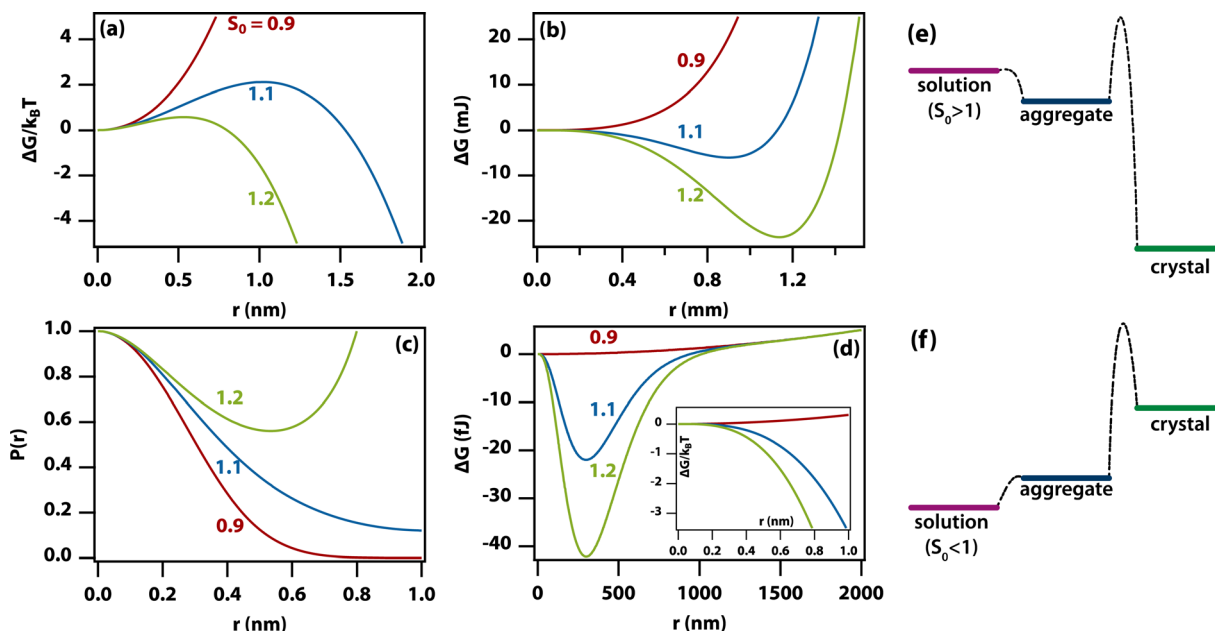 (a)
S₀ = 0.9
1.1
1.2
4
2
0
-2
-4
ΔG/k_BT
0.0 0.5 1.0 1.5 2.0
r (nm)
(b)
0.9
1.1
1.2
20
10
0
-10
-20
ΔG (mJ)
0.0 0.4 0.8 1.2
r (mm)
(e)
solution
(S₀>1)
aggregate
crystal
(c)
1.2
1.1
0.9
1.0
0.8
0.6
0.4
0.2
0.0
P(r)
0.0 0.2 0.4 0.6 0.8 1.0
r (nm)
(d)
0.9
1.1
1.2
0
-10
-20
-30
-40
ΔG (fJ)
0 500 1000 1500 2000
r (nm)
0
-1
-2
-3
ΔG/k_BT
r (nm)
0.0 0.2 0.4 0.6 0.8 1.0
(f)
crystal
aggregate
solution
(S₀<1)